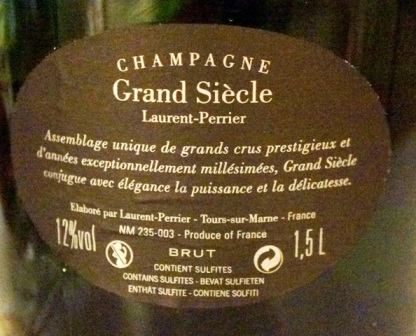 CHAMPAGNE
Grand Siècle
Laurent-Perrier
Assemblage unique de grands crus prestigieux et
d'années exceptionnellement millésimées, Grand Siècle
conjugue avec élégance la puissance et la délicatesse.
Elaboré par Laurent-Perrier - Tours-sur-Marne - France
12%vol NM 235-003 - Produce of France 1,5 L
BRUT
CONTIENT SULFITES
CONTAINS SULFITES - BEVAT SULFIETEN
ENTHÄT SULFITE - CONTIENE SOLFITI